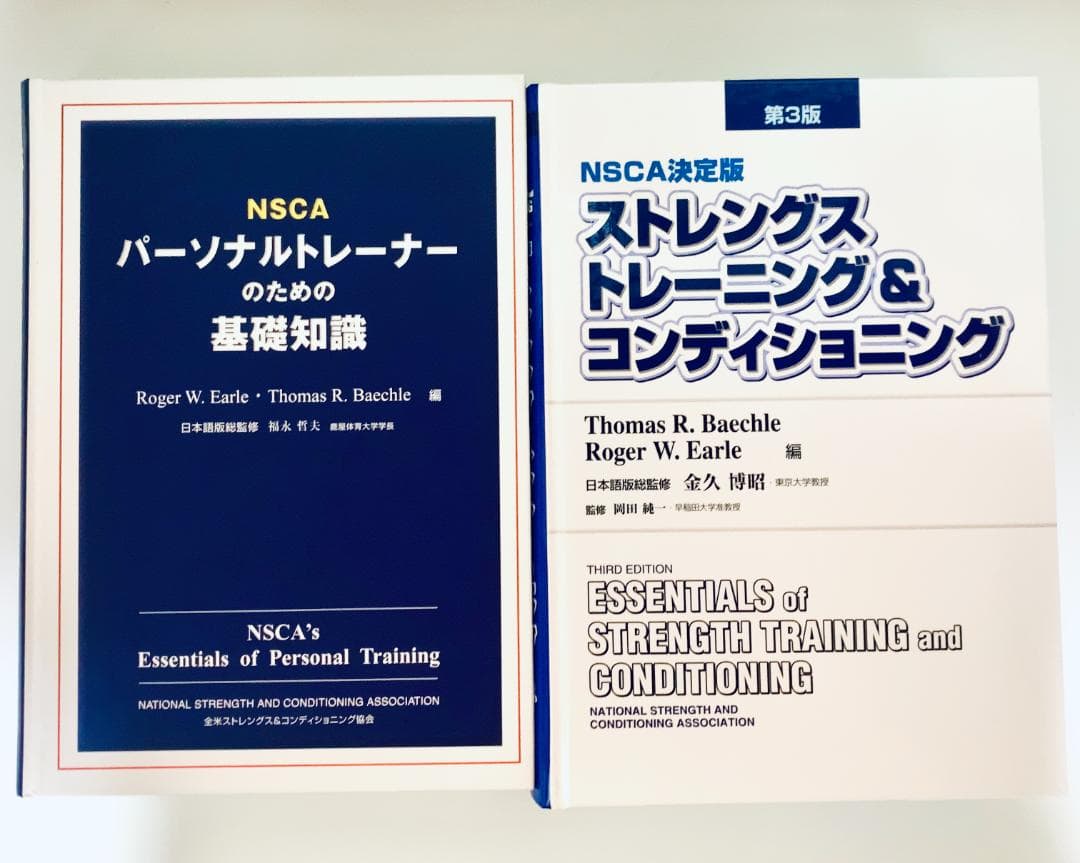 NSCA
パーソナルトレーナー
のための
基礎知識
Roger W. Earle・Thomas R. Baechle 編
日本語版総監修 福永 哲夫 鹿屋体育大学学長
NSCA's
Essentials of Personal Training
NATIONAL STRENGTH AND CONDITIONING ASSOCIATION
全米ストレングス&コンディショニング協会
第3版
NSCA決定版
ストレングス
トレーニング&
コンディショニング
Thomas R. Baechle
Roger W. Earle 編
日本語版総監修 金久 博昭・東京大学教授
監修 岡田 純一・早稲田大学准教授
THIRD EDITION
ESSENTIALS of
STRENGTH TRAINING and
CONDITIONING
NATIONAL STRENGTH AND
CONDITIONING ASSOCIATION